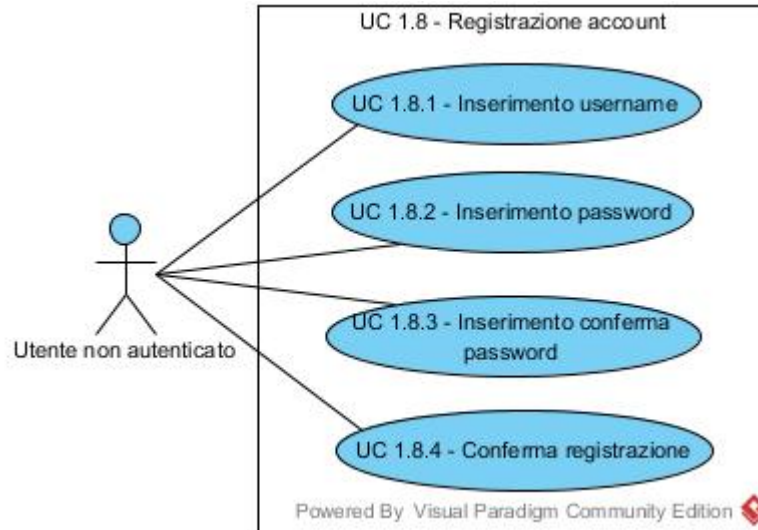 UC 1.8 - Registrazione account
UC 1.8.1 - Inserimento username
UC 1.8.2 - Inserimento password
UC 1.8.3 - Inserimento conferma
password
Utente non autenticato
UC 1.8.4 - Conferma registrazione
Powered By Visual Paradigm Community Edition